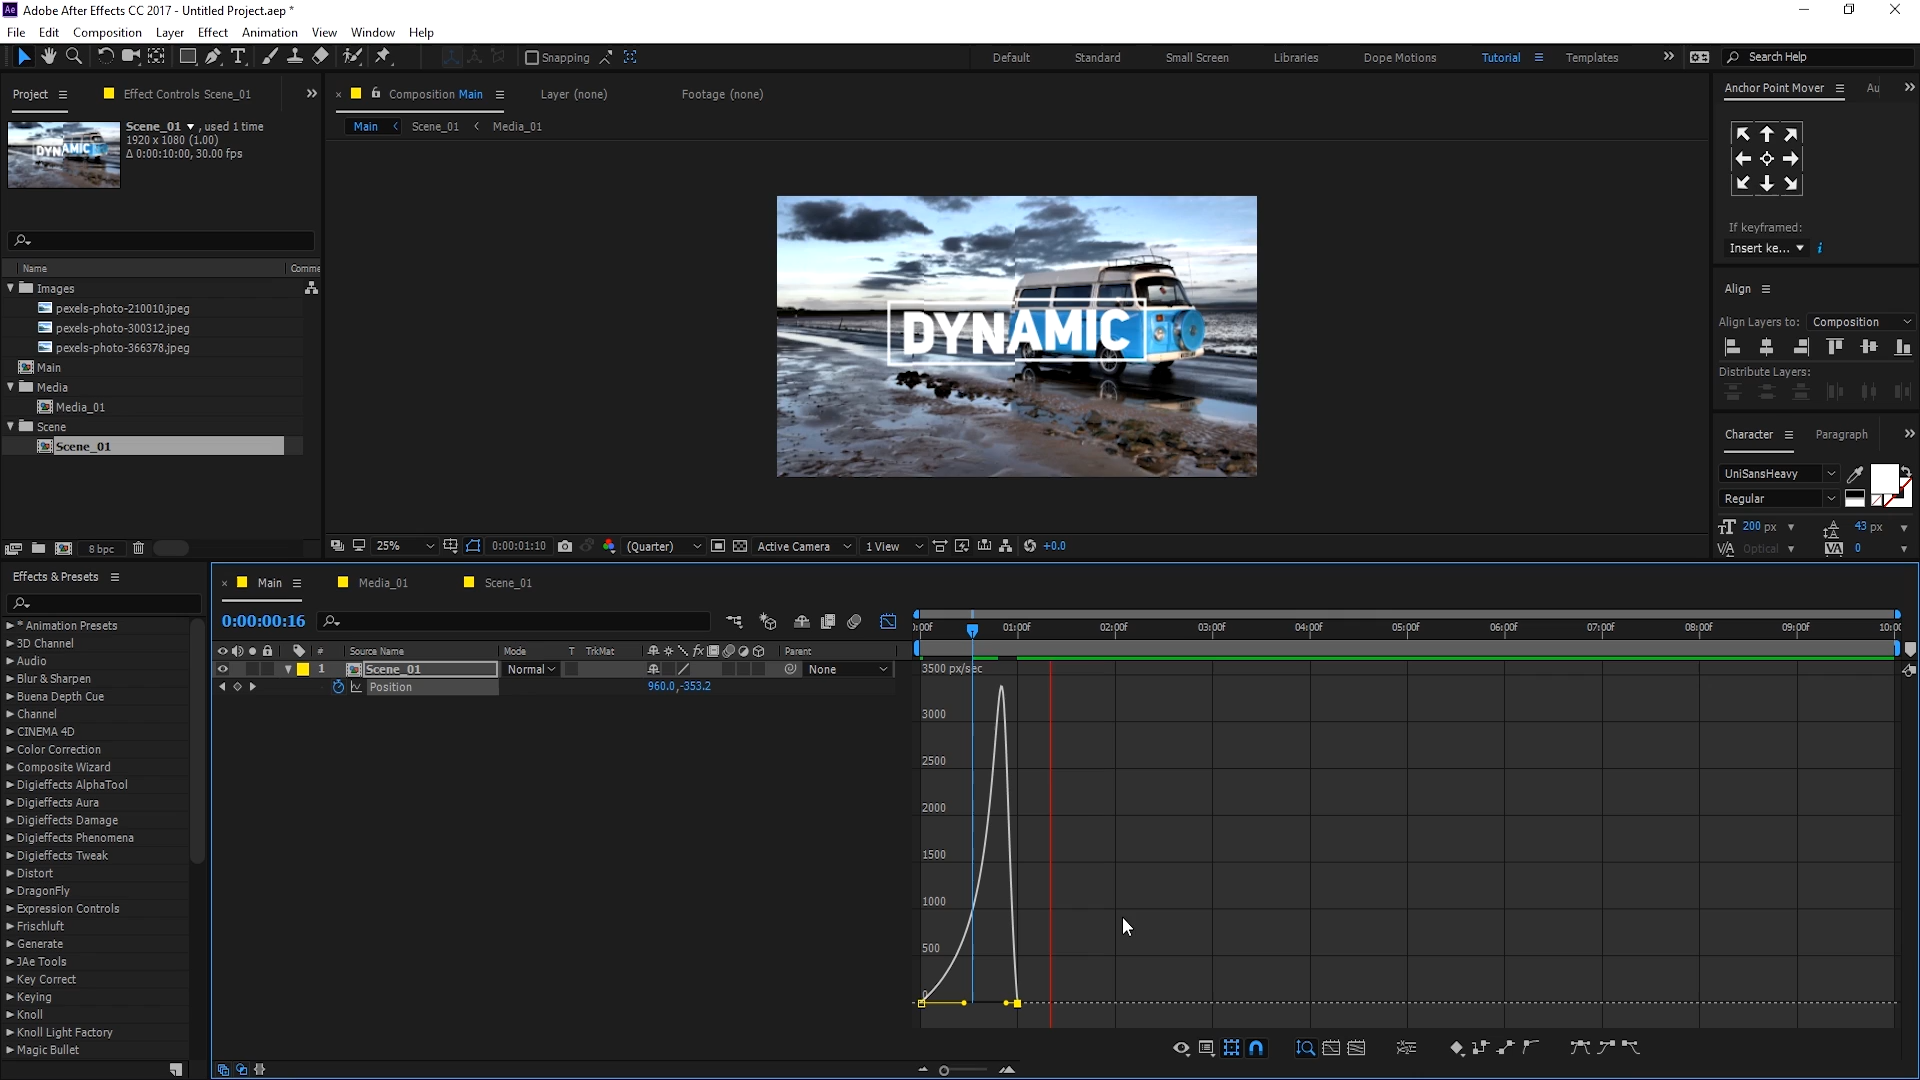 Ae Adobe After Effects CC 2017 - Untitled Project.aep *
File Edit Composition Layer Effect Animation View Window Help
Snapping Default Standard Small Screen Libraries Dope Motions Tutorial Templates Search Help
Project Effect Controls Scene_01
Composition Main Layer (none) Footage (none)
Anchor Point Mover Au
Main Scene_01 Media_01
Scene_01 , used 1 time
1920 x 1080 (1.00)
Δ 0:00:10:00, 30.00 fps
DYNAMIC
If keyframed:
Insert ke...
Name Comme
Images
pexels-photo-210010.jpeg
pexels-photo-300312.jpeg
pexels-photo-366378.jpeg
Main
Media
Media_01
Scene
Scene_01
DYNAMIC
Align
Align Layers to: Composition
Distribute Layers:
Character Paragraph
UniSansHeavy
Regular
200 px 43 px
Optical 0
8 bpc
25% 0:00:01:10 (Quarter) Active Camera 1 View +0.0
Effects & Presets
* Animation Presets
3D Channel
Audio
Blur & Sharpen
Buena Depth Cue
Channel
CINEMA 4D
Color Correction
Composite Wizard
Digieffects AlphaTool
Digieffects Aura
Digieffects Damage
Digieffects Phenomena
Digieffects Tweak
Distort
DragonFly
Expression Controls
Frischluft
Generate
JAe Tools
Key Correct
Keying
Knoll
Knoll Light Factory
Magic Bullet
Main Media_01 Scene_01
0:00:00:16
# Source Name Mode T TrkMat fx Parent
1 Scene_01 Normal None
Position 960.0,-353.2
:00f 01:00f 02:00f 03:00f 04:00f 05:00f 06:00f 07:00f 08:00f 09:00f 10:00
3500 px/sec
3000
2500
2000
1500
1000
500
0